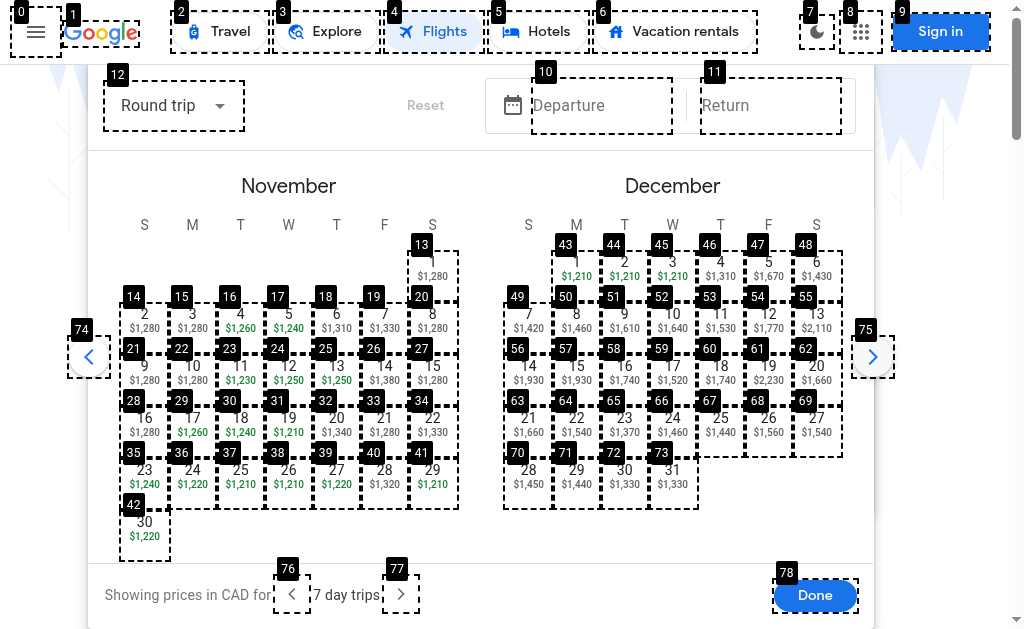 0 1 2 3 4 5 6 7 8 9
Google Travel Explore Flights Hotels Vacation rentals Sign in
12 10 11
Round trip Reset Departure Return
November December
S M T W T F S S M T W T F S
13 43 44 45 46 47 48
1 1 2 3 4 5 6
$1,280 $1,210 $1,210 $1,210 $1,310 $1,670 $1,430
14 15 16 17 18 19 20 49 50 51 52 53 54 55
2 3 4 5 6 7 8 7 8 9 10 11 12 13
$1,280 $1,280 $1,260 $1,240 $1,310 $1,330 $1,280 $1,420 $1,460 $1,610 $1,640 $1,530 $1,770 $2,110
74 75
21 22 23 24 25 26 27 56 57 58 59 60 61 62
9 10 11 12 13 14 15 14 15 16 17 18 19 20
$1,280 $1,280 $1,230 $1,250 $1,250 $1,380 $1,280 $1,930 $1,930 $1,740 $1,520 $1,740 $2,230 $1,660
28 29 30 31 32 33 34 63 64 65 66 67 68 69
16 17 18 19 20 21 22 21 22 23 24 25 26 27
$1,280 $1,260 $1,240 $1,210 $1,340 $1,280 $1,330 $1,660 $1,540 $1,370 $1,460 $1,440 $1,560 $1,540
35 36 37 38 39 40 41 70 71 72 73
23 24 25 26 27 28 29 28 29 30 31
$1,240 $1,220 $1,210 $1,210 $1,220 $1,320 $1,210 $1,450 $1,440 $1,330 $1,330
42
30
$1,220
76 77 78
Showing prices in CAD for 7 day trips Done